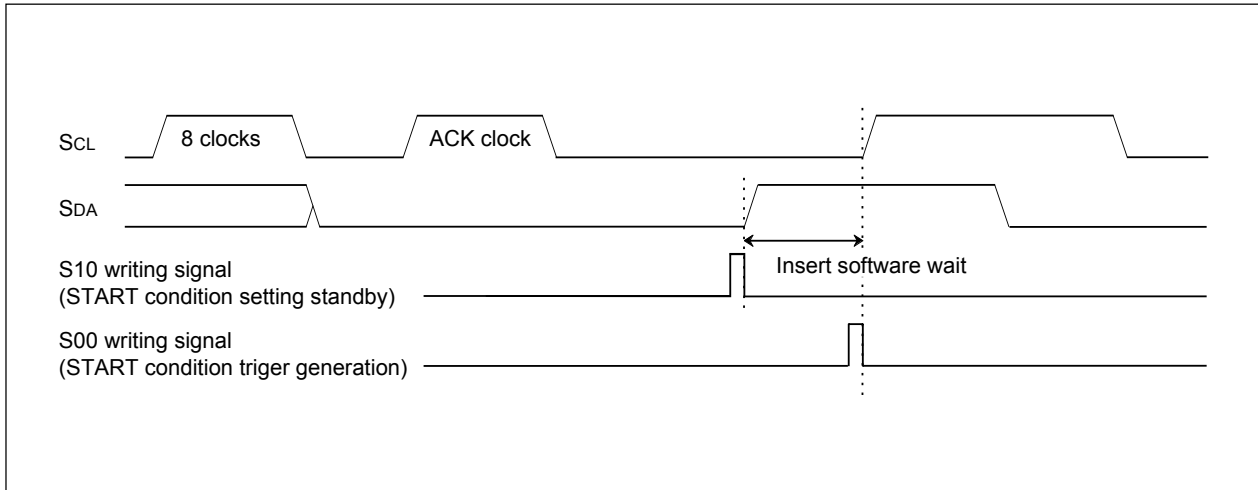 8 clocks
ACK clock
SCL
SDA
Insert software wait
S10 writing signal
(START condition setting standby)
S00 writing signal
(START condition triger generation)